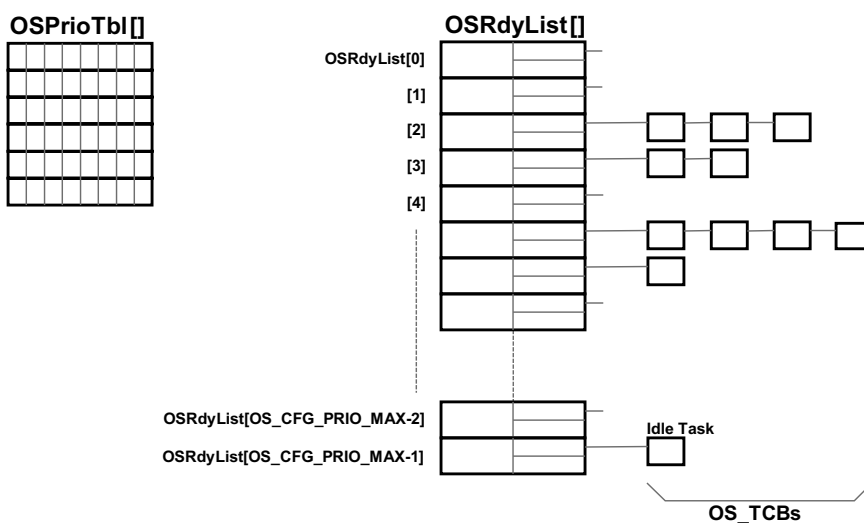 OSPrioTbl[]
OSRdyList[]
OSRdyList[0]
[1]
[2]
[3]
[4]
OSRdyList[OS_CFG_PRIO_MAX-2]
OSRdyList[OS_CFG_PRIO_MAX-1]
Idle Task
OS_TCBs